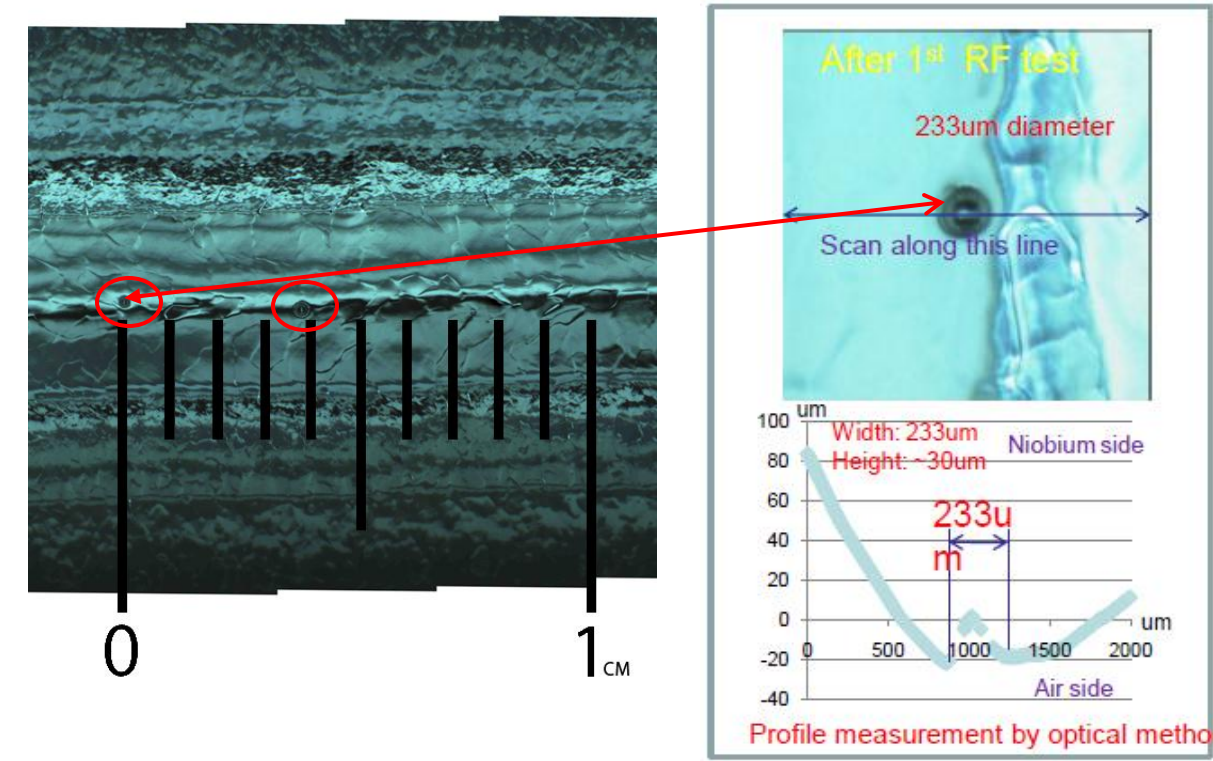 0
1 CM
After 1st RF test
233um diameter
Scan along this line
um
100
80
60
40
20
0
-20
-40
Width: 233um
Height: ~30um
Niobium side
233u
m
um
0
500
1000
1500
2000
Air side
Profile measurement by optical metho